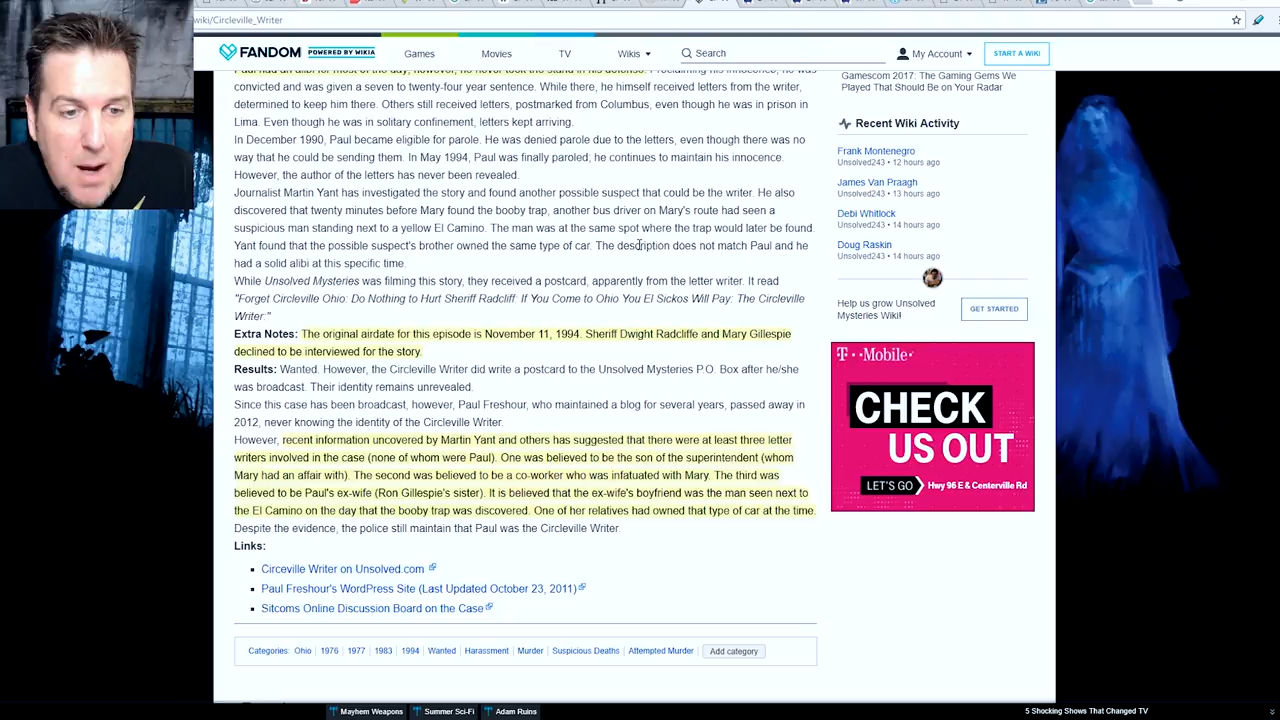 wiki/Circleville_Writer
FANDOM POWERED BY WIKIA Games Movies TV Wikis Search My Account START A WIKI
Paul had an alibi for most of the day, however, he never took the stand in his defense. Proclaiming his innocence, he was
convicted and was given a seven to twenty-four year sentence. While there, he himself received letters from the writer,
determined to keep him there. Others still received letters, postmarked from Columbus, even though he was in prison in
Lima. Even though he was in solitary confinement, letters kept arriving.
In December 1990, Paul became eligible for parole. He was denied parole due to the letters, even though there was no
way that he could be sending them. In May 1994, Paul was finally paroled; he continues to maintain his innocence.
However, the author of the letters has never been revealed.
Journalist Martin Yant has investigated the story and found another possible suspect that could be the writer. He also
discovered that twenty minutes before Mary found the booby trap, another bus driver on Mary's route had seen a
suspicious man standing next to a yellow El Camino. The man was at the same spot where the trap would later be found.
Yant found that the possible suspect's brother owned the same type of car. The description does not match Paul and he
had a solid alibi at this specific time.
While Unsolved Mysteries was filming this story, they received a postcard, apparently from the letter writer. It read
"Forget Circleville Ohio: Do Nothing to Hurt Sheriff Radcliff: If You Come to Ohio You El Sickos Will Pay: The Circleville
Writer:"
Extra Notes: The original airdate for this episode is November 11, 1994. Sheriff Dwight Radcliffe and Mary Gillespie
declined to be interviewed for the story.
Results: Wanted. However, the Circleville Writer did write a postcard to the Unsolved Mysteries P.O. Box after he/she
was broadcast. Their identity remains unrevealed.
Since this case has been broadcast, however, Paul Freshour, who maintained a blog for several years, passed away in
2012, never knowing the identity of the Circleville Writer.
However, recent information uncovered by Martin Yant and others has suggested that there were at least three letter
writers involved in the case (none of whom were Paul). One was believed to be the son of the superintendent (whom
Mary had an affair with). The second was believed to be a co-worker who was infatuated with Mary. The third was
believed to be Paul's ex-wife (Ron Gillespie's sister). It is believed that the ex-wife's boyfriend was the man seen next to
the El Camino on the day that the booby trap was discovered. One of her relatives had owned that type of car at the time.
Despite the evidence, the police still maintain that Paul was the Circleville Writer.
Links:
Circeville Writer on Unsolved.com
Paul Freshour's WordPress Site (Last Updated October 23, 2011)
Sitcoms Online Discussion Board on the Case
Categories: Ohio 1976 1977 1983 1994 Wanted Harassment Murder Suspicious Deaths Attempted Murder Add category
Gamescom 2017: The Gaming Gems We
Played That Should Be on Your Radar
Recent Wiki Activity
Frank Montenegro
Unsolved243 • 12 hours ago
James Van Praagh
Unsolved243 • 13 hours ago
Debi Whitlock
Unsolved243 • 14 hours ago
Doug Raskin
Unsolved243 • 14 hours ago
Help us grow Unsolved
Mysteries Wiki!
GET STARTED
T··Mobile·
CHECK
US OUT
LET'S GO Hwy 96 E & Centerville Rd
Mayhem Weapons Summer Sci-Fi Adam Ruins 5 Shocking Shows That Changed TV